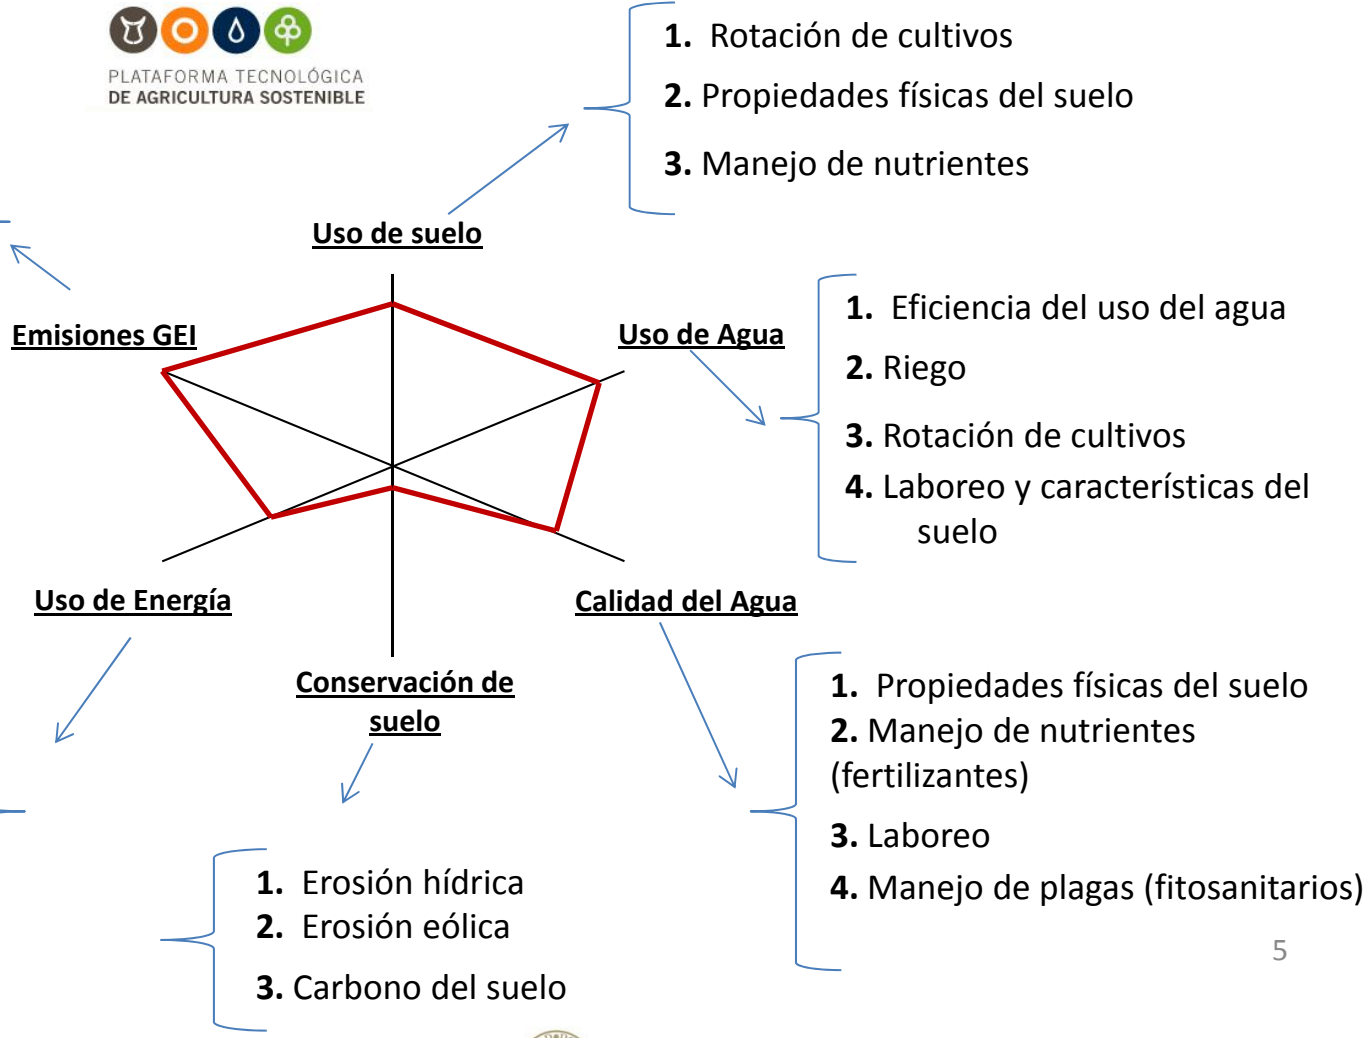 PLATAFORMA TECNOLÓGICA
DE AGRICULTURA SOSTENIBLE
1. Rotación de cultivos
2. Propiedades físicas del suelo
3. Manejo de nutrientes
Uso de suelo
Emisiones GEI
Uso de Agua
1. Eficiencia del uso del agua
2. Riego
3. Rotación de cultivos
4. Laboreo y características del
suelo
Uso de Energía
Calidad del Agua
Conservación de
suelo
1. Propiedades físicas del suelo
2. Manejo de nutrientes
(fertilizantes)
3. Laboreo
4. Manejo de plagas (fitosanitarios)
1. Erosión hídrica
2. Erosión eólica
3. Carbono del suelo
5